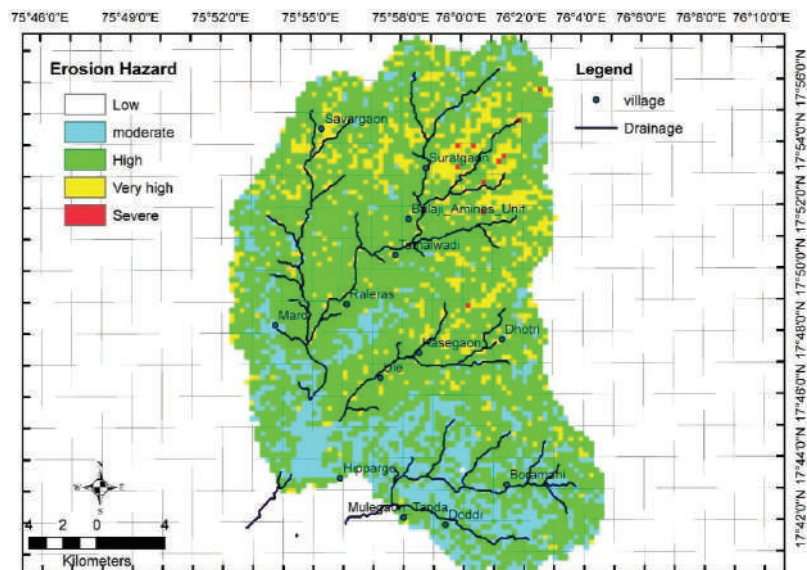 75°46'0"E 75°49'0"E 75°52'0"E 75°55'0"E 75°58'0"E 76°0'0"E 76°2'0"E 76°4'0"E 76°6'0"E 76°8'0"E 76°10'0"E
Erosion Hazard
Low
moderate
High
Very high
Severe
Legend
village
Drainage
Savargaon
Suratgaon
Balaji_Amines_Unit
Tamalwadi
Raleras
Mardi
Kasegaon
Dhotri
Ule
Hipparge
Boramani
Mulegaon_Tanda
Doddi
N
W E
S
4 2 0 4
Kilometers
17°56'0"N
17°54'0"N
17°52'0"N
17°50'0"N
17°48'0"N
17°46'0"N
17°44'0"N
17°42'0"N